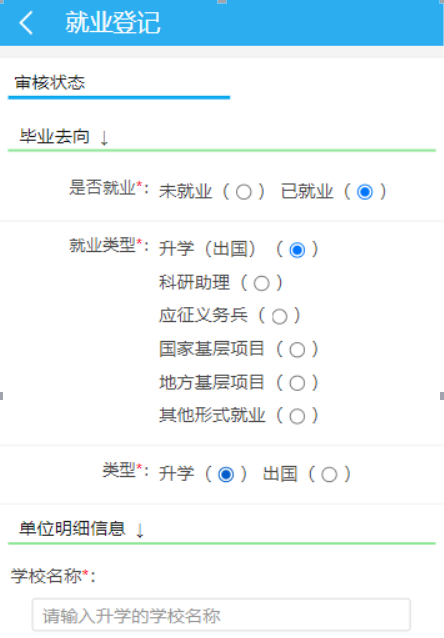 就业登记
审核状态
毕业去向 ↓
是否就业*： 未就业（ ） 已就业（ ）
就业类型*： 升学（出国）（ ）
科研助理（ ）
应征义务兵（ ）
国家基层项目（ ）
地方基层项目（ ）
其他形式就业（ ）
类型*： 升学（ ） 出国（ ）
单位明细信息 ↓
学校名称*：
请输入升学的学校名称